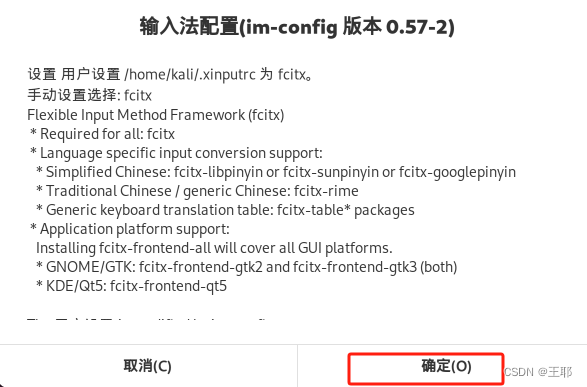 输入法配置(im-config 版本 0.57-2)
设置 用户设置 /home/kali/.xinputrc 为 fcitx。
手动设置选择: fcitx
Flexible Input Method Framework (fcitx)
* Required for all: fcitx
* Language specific input conversion support:
* Simplified Chinese: fcitx-libpinyin or fcitx-sunpinyin or fcitx-googlepinyin
* Traditional Chinese / generic Chinese: fcitx-rime
* Generic keyboard translation table: fcitx-table* packages
* Application platform support:
Installing fcitx-frontend-all will cover all GUI platforms.
* GNOME/GTK: fcitx-frontend-gtk2 and fcitx-frontend-gtk3 (both)
* KDE/Qt5: fcitx-frontend-qt5
取消(C)
确定(O)
CSDN @王耶